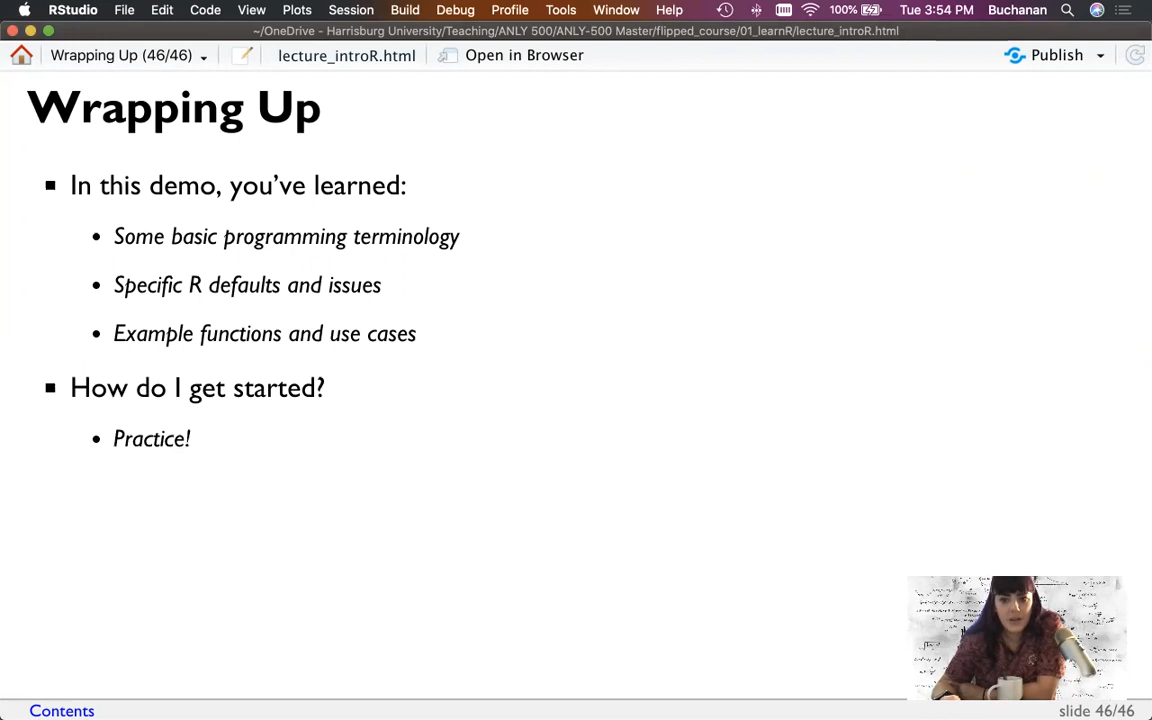 RStudio File Edit Code View Plots Session Build Debug Profile Tools Window Help 100% Tue 3:54 PM Buchanan
~/OneDrive - Harrisburg University/Teaching/ANLY 500/ANLY-500 Master/flipped_course/01_learnR/lecture_introR.html
Wrapping Up (46/46) lecture_introR.html Open in Browser Publish
Wrapping Up
In this demo, you've learned:
Some basic programming terminology
Specific R defaults and issues
Example functions and use cases
How do I get started?
Practice!
Contents slide 46/46